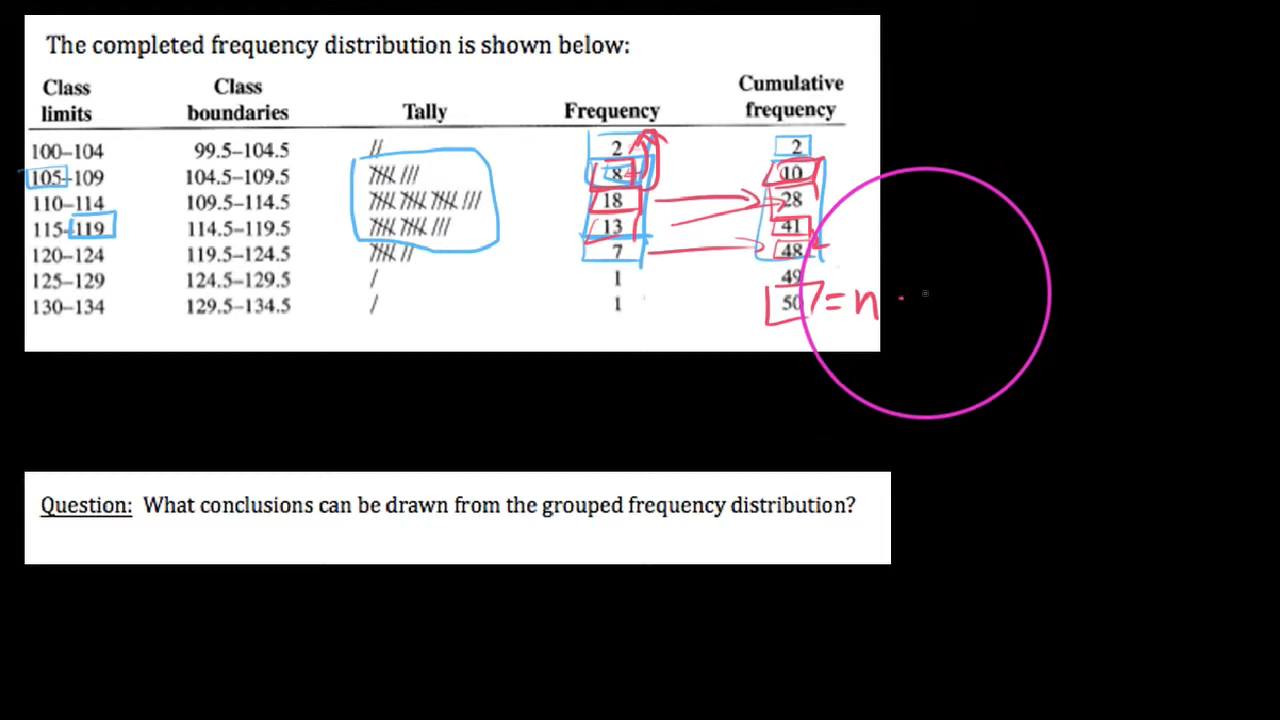 The completed frequency distribution is shown below:
Class limits Class boundaries Tally Frequency Cumulative frequency
100–104 99.5–104.5 // 2 2
105–109 104.5–109.5 //// /// 8 10
110–114 109.5–114.5 //// //// //// /// 18 28
115–119 114.5–119.5 //// //// /// 13 41
120–124 119.5–124.5 //// // 7 48
125–129 124.5–129.5 / 1 49
130–134 129.5–134.5 / 1 50 = n
Question: What conclusions can be drawn from the grouped frequency distribution?